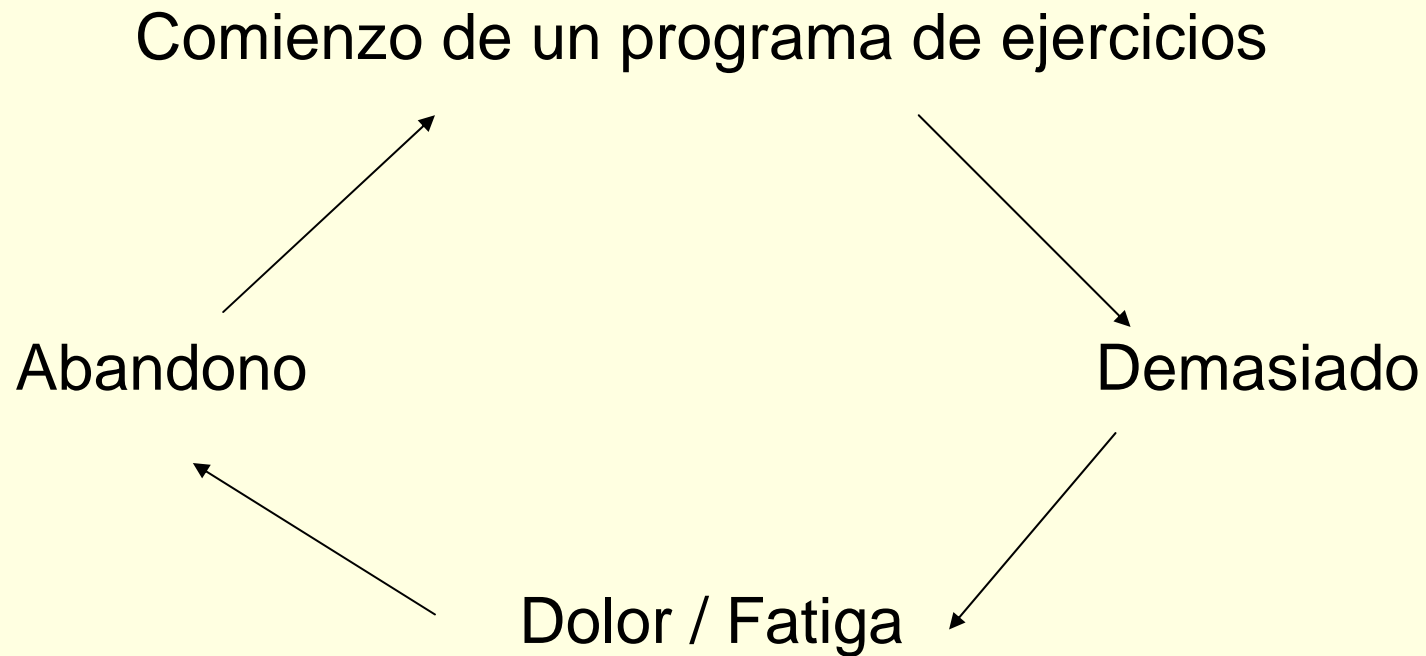 Comienzo de un programa de ejercicios
Abandono
Demasiado
Dolor / Fatiga